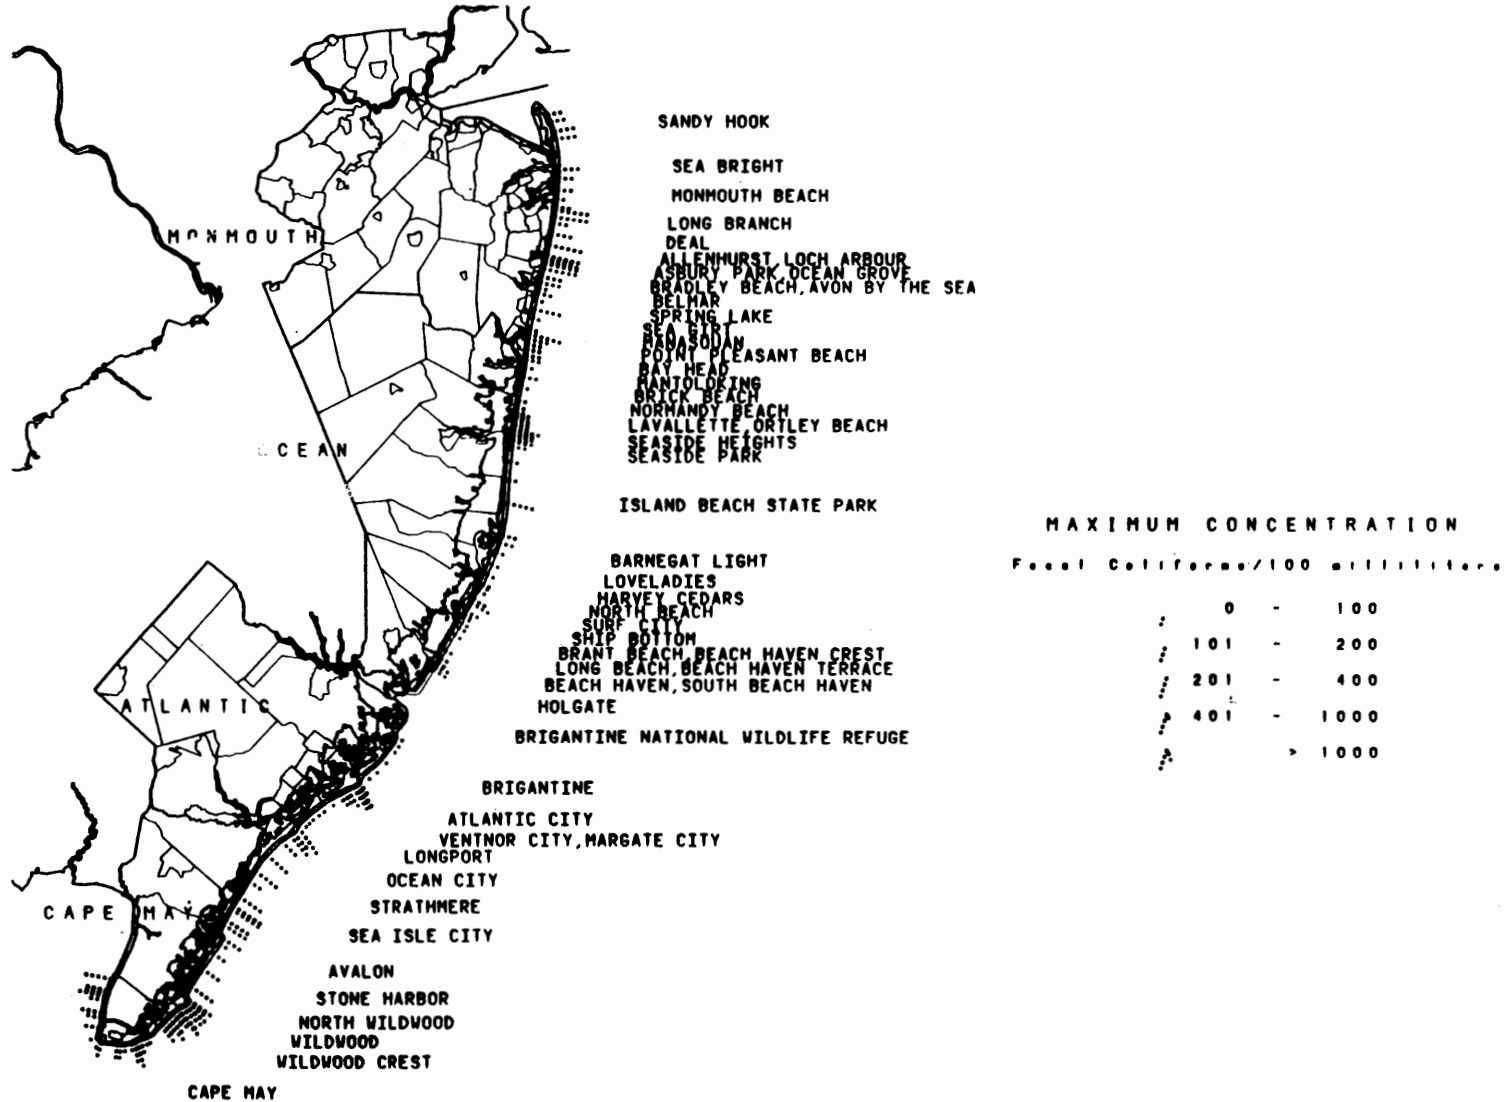 SANDY HOOK
SEA BRIGHT
MONMOUTH BEACH
LONG BRANCH
MONMOUTH
DEAL
ALLENHURST, LOCH ARBOUR
ASBURY PARK, OCEAN GROVE
BRADLEY BEACH, AVON BY THE SEA
BELMAR
SPRING LAKE
SEA GIRT
MANASQUAN
POINT PLEASANT BEACH
BAY HEAD
MANTOLOKING
BRICK BEACH
NORMANDY BEACH
LAVALLETTE, ORTLEY BEACH
SEASIDE HEIGHTS
OCEAN
SEASIDE PARK
ISLAND BEACH STATE PARK
BARNEGAT LIGHT
LOVELADIES
HARVEY CEDARS
NORTH BEACH
SURF CITY
SHIP BOTTOM
BRANT BEACH, BEACH HAVEN CREST
LONG BEACH, BEACH HAVEN TERRACE
BEACH HAVEN, SOUTH BEACH HAVEN
ATLANTIC
HOLGATE
BRIGANTINE NATIONAL WILDLIFE REFUGE
BRIGANTINE
ATLANTIC CITY
VENTNOR CITY, MARGATE CITY
LONGPORT
OCEAN CITY
STRATHMERE
CAPE MAY
SEA ISLE CITY
AVALON
STONE HARBOR
NORTH WILDWOOD
WILDWOOD
WILDWOOD CREST
CAPE MAY
MAXIMUM CONCENTRATION
Fecal Coliforms/100 milliliters
0 - 100
101 - 200
201 - 400
401 - 1000
> 1000